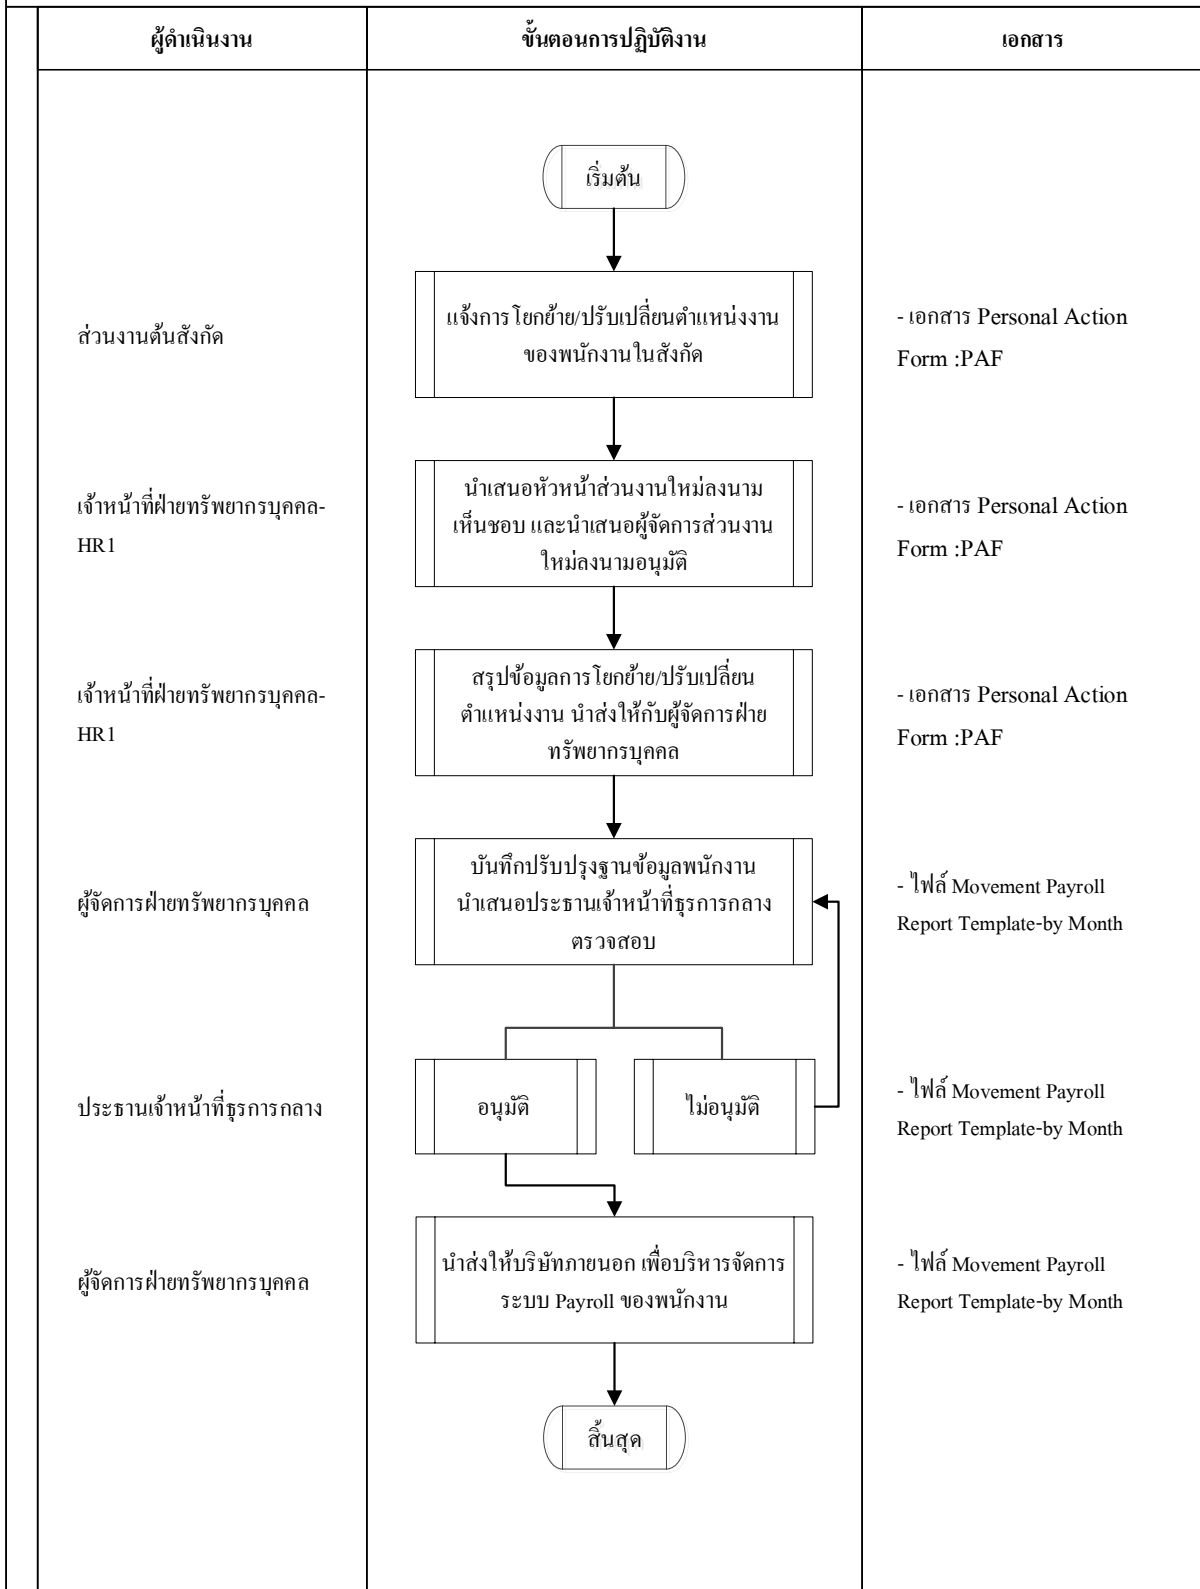 ผู้ดำเนินงาน
ขั้นตอนการปฏิบัติงาน
เอกสาร
เริ่มต้น
ส่วนงานต้นสังกัด
แจ้งการโยกย้าย/ปรับเปลี่ยนตำแหน่งงาน
ของพนักงานในสังกัด
- เอกสาร Personal Action
Form :PAF
เจ้าหน้าที่ฝ่ายทรัพยากรบุคคล-
HR1
นำเสนอหัวหน้าส่วนงานใหม่ลงนาม
เห็นชอบ และนำเสนอผู้จัดการส่วนงาน
ใหม่ลงนามอนุมัติ
- เอกสาร Personal Action
Form :PAF
เจ้าหน้าที่ฝ่ายทรัพยากรบุคคล-
HR1
สรุปข้อมูลการโยกย้าย/ปรับเปลี่ยน
ตำแหน่งงาน นำส่งให้กับผู้จัดการฝ่าย
ทรัพยากรบุคคล
- เอกสาร Personal Action
Form :PAF
ผู้จัดการฝ่ายทรัพยากรบุคคล
บันทึกปรับปรุงฐานข้อมูลพนักงาน
นำเสนอประธานเจ้าหน้าที่ธุรการกลาง
ตรวจสอบ
- ไฟล์ Movement Payroll
Report Template-by Month
ประธานเจ้าหน้าที่ธุรการกลาง
อนุมัติ
ไม่อนุมัติ
- ไฟล์ Movement Payroll
Report Template-by Month
ผู้จัดการฝ่ายทรัพยากรบุคคล
นำส่งให้บริษัทภายนอก เพื่อบริหารจัดการ
ระบบ Payroll ของพนักงาน
- ไฟล์ Movement Payroll
Report Template-by Month
สิ้นสุด